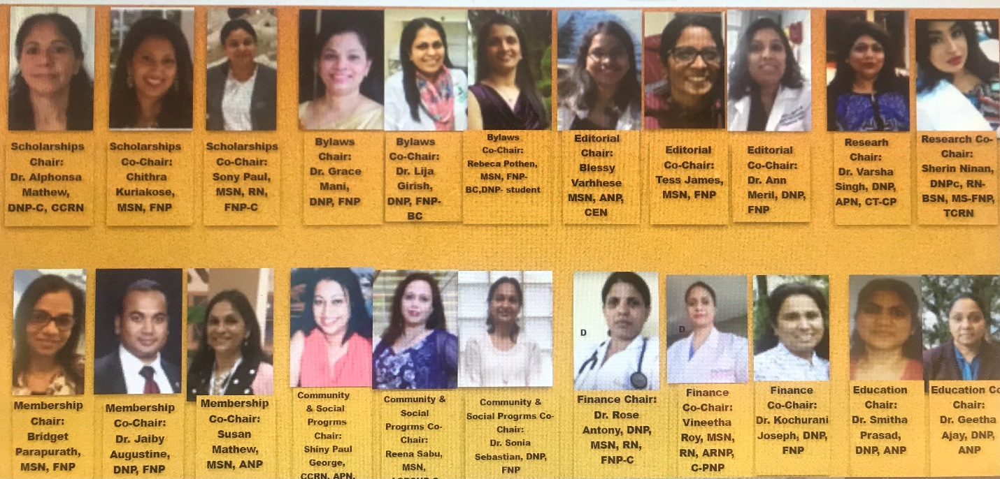 Scholarships
Chair:
Dr. Alphonsa
Mathew,
DNP-C, CCRN
Scholarships
Co-Chair:
Chithra
Kuriakose,
MSN, FNP
Scholarships
Co-Chair:
Sony Paul,
MSN, RN,
FNP-C
Bylaws
Chair:
Dr. Grace
Mani,
DNP, FNP
Bylaws
Co-Chair:
Dr. Lija
Girish,
DNP, FNP-
BC
Bylaws
Co-Chair:
Rebeca Pothen,
MSN, FNP-
BC,DNP- student
Editorial
Chair:
Blessy
Varhhese
MSN, ANP,
CEN
Editorial
Co-Chair:
Tess James,
MSN, FNP
Editorial
Co-Chair:
Dr. Ann
Meril, DNP,
FNP
Researh
Chair:
Dr. Varsha
Singh, DNP,
APN, CT-CP
Research Co-
Chair:
Sherin Ninan,
DNPc, RN-
BSN, MS-FNP,
TCRN
Membership
Chair:
Bridget
Parapurath,
MSN, FNP
Membership
Co-Chair:
Dr. Jaiby
Augustine,
DNP, FNP
Membership
Co-Chair:
Susan
Mathew,
MSN, ANP
Community
& Social
Progrms
Chair:
Shiny Paul
George,
CCRN, APN,
Community &
Social
Progrms Co-
Chair:
Reena Sabu,
MSN,
Community &
Social Progrms Co-
Chair:
Dr. Sonia
Sebastian, DNP,
FNP
D
Finance Chair:
Dr. Rose
Antony, DNP,
MSN, RN,
FNP-C
D
Finance
Co-Chair:
Vineetha
Roy, MSN,
RN, ARNP,
C-PNP
Finance
Co-Chair:
Dr. Kochurani
Joseph, DNP,
FNP
Education
Chair:
Dr. Smitha
Prasad,
DNP, ANP
Education Co
Chair:
Dr. Geetha
Ajay, DNP,
ANP